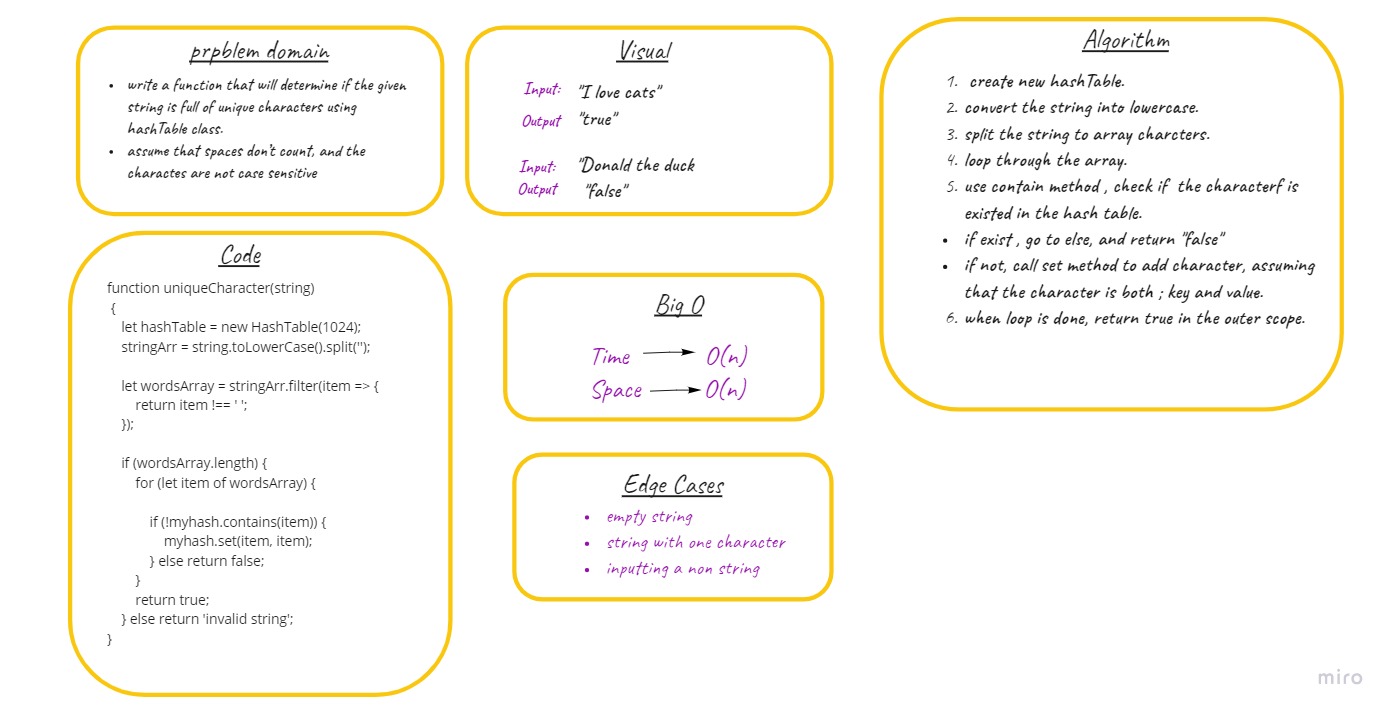 prpblem domain
• write a function that will determine if the given
string is full of unique characters using
hashTable class.
• assume that spaces don't count, and the
charactes are not case sensitive
Visual
Input: "I love cats"
Output "true"
Input: "Donald the duck
Output "false"
Code
function uniqueCharacter(string)
{
let hashTable = new HashTable(1024);
stringArr = string.toLowerCase().split('');
let wordsArray = stringArr.filter(item => {
return item !== ' ';
});
if (wordsArray.length) {
for (let item of wordsArray) {
if (!myhash.contains(item)) {
myhash.set(item, item);
} else return false;
}
return true;
} else return 'invalid string';
}
Big O
Time O(n)
Space O(n)
Edge Cases
• empty string
• string with one character
• inputting a non string
Algorithm
1. create new hashTable.
2. convert the string into lowercase.
3. split the string to array charcters.
4. loop through the array.
5. use contain method , check if the characterf is
existed in the hash table.
• if exist , go to else, and return "false"
• if not, call set method to add character, assuming
that the character is both ; key and value.
6. when loop is done, return true in the outer scope.
miro